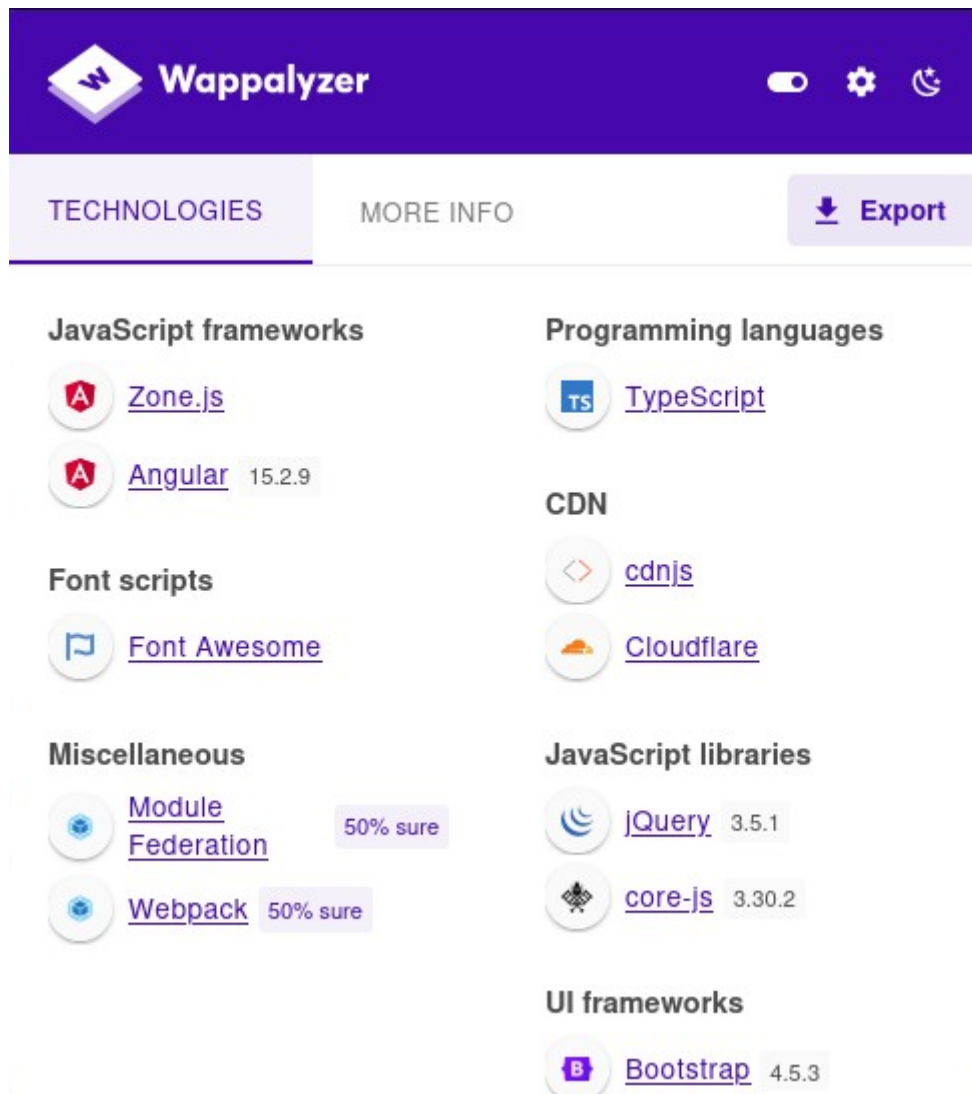 Wappalyzer
TECHNOLOGIES
MORE INFO
Export
JavaScript frameworks
Zone.js
Angular 15.2.9
Font scripts
Font Awesome
Miscellaneous
Module
Federation
50% sure
Webpack 50% sure
Programming languages
TS TypeScript
CDN
cdnjs
Cloudflare
JavaScript libraries
jQuery 3.5.1
core-js 3.30.2
UI frameworks
Bootstrap 4.5.3